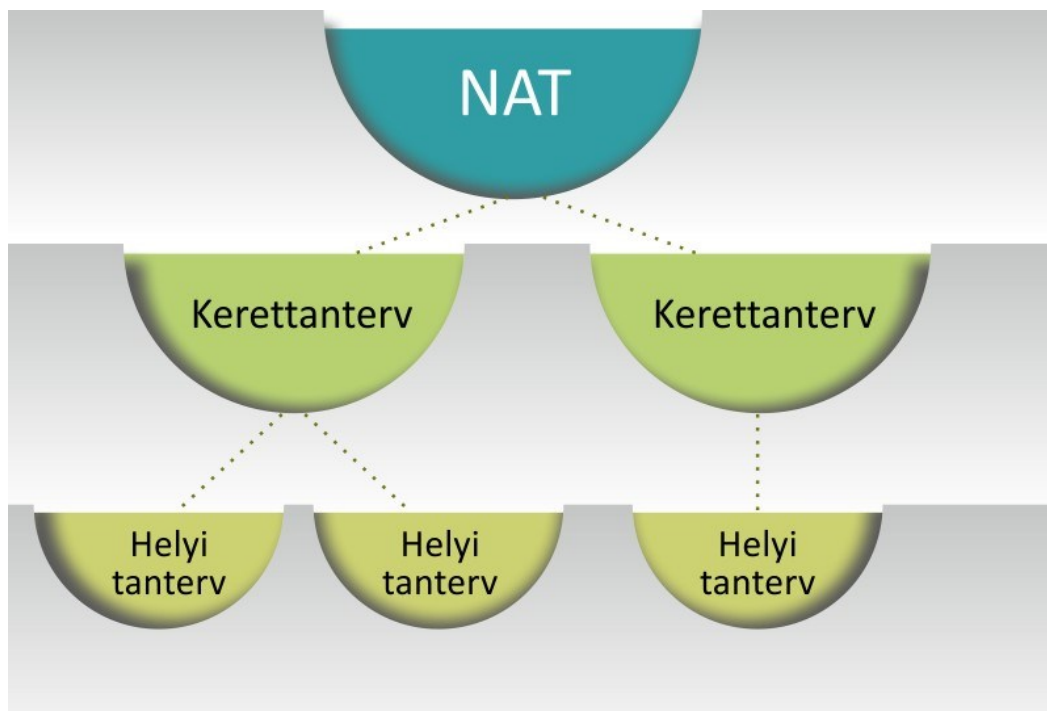 NAT
Kerettanterv
Kerettanterv
Helyi
tanterv
Helyi
tanterv
Helyi
tanterv